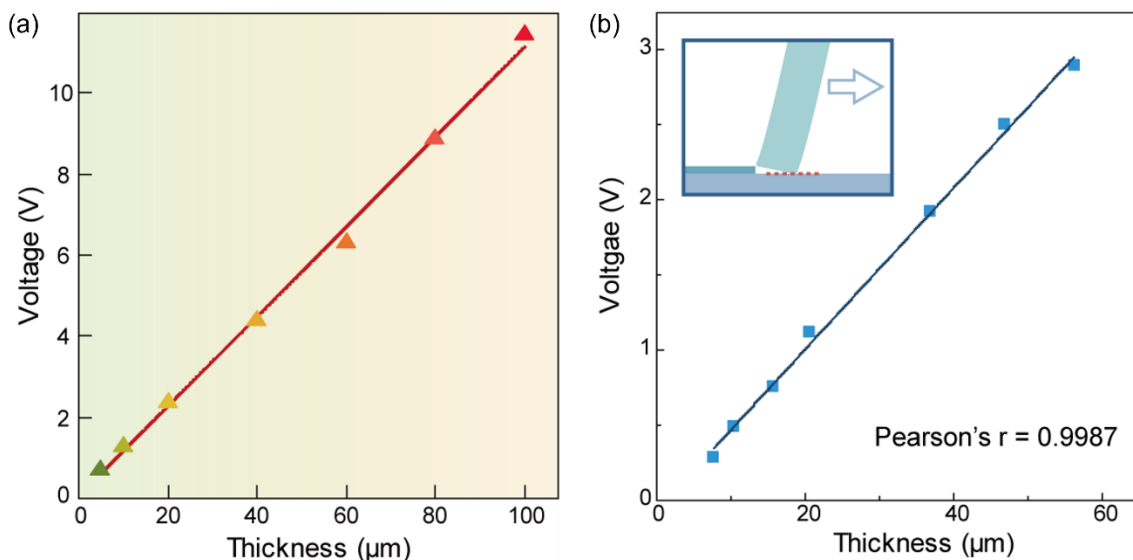 (a)
Voltage (V)
10
8
6
4
2
0
0 20 40 60 80 100
Thickness (μm)
(b)
Voltgae (V)
3
2
1
0
Pearson's r = 0.9987
0 20 40 60
Thickness (μm)